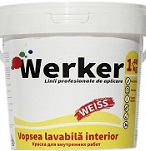 Werker
Linii profesionale de aplicare
WEISS
Vopsea lavabilă interior
Краска для внутренних работ